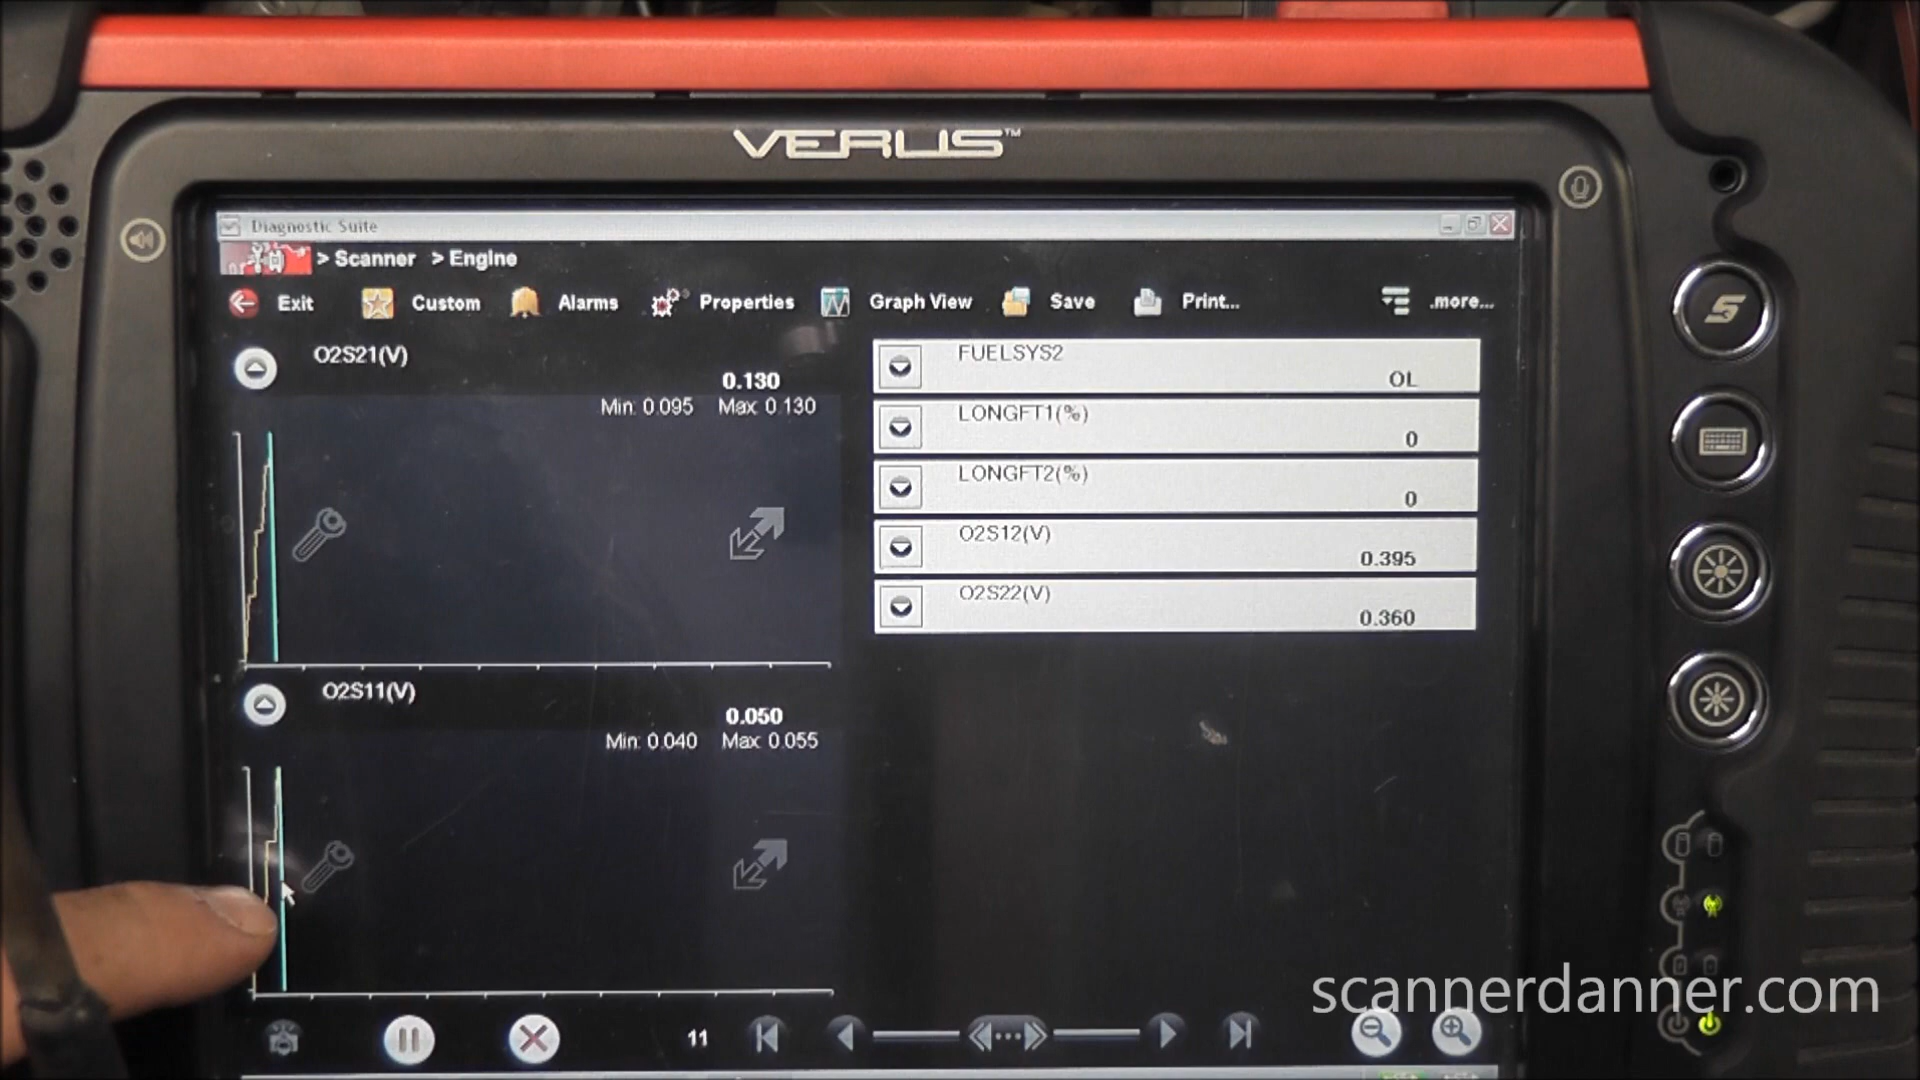 VERUS™
Diagnostic Suite
> Scanner > Engine
Exit Custom Alarms Properties Graph View Save Print... .more...
O2S21(V)
0.130
Min: 0.095 Max: 0.130
O2S11(V)
0.050
Min: 0.040 Max: 0.055
FUELSYS2
OL
LONGFT1(%)
0
LONGFT2(%)
0
O2S12(V)
0.395
O2S22(V)
0.360
11
scannerdanner.com